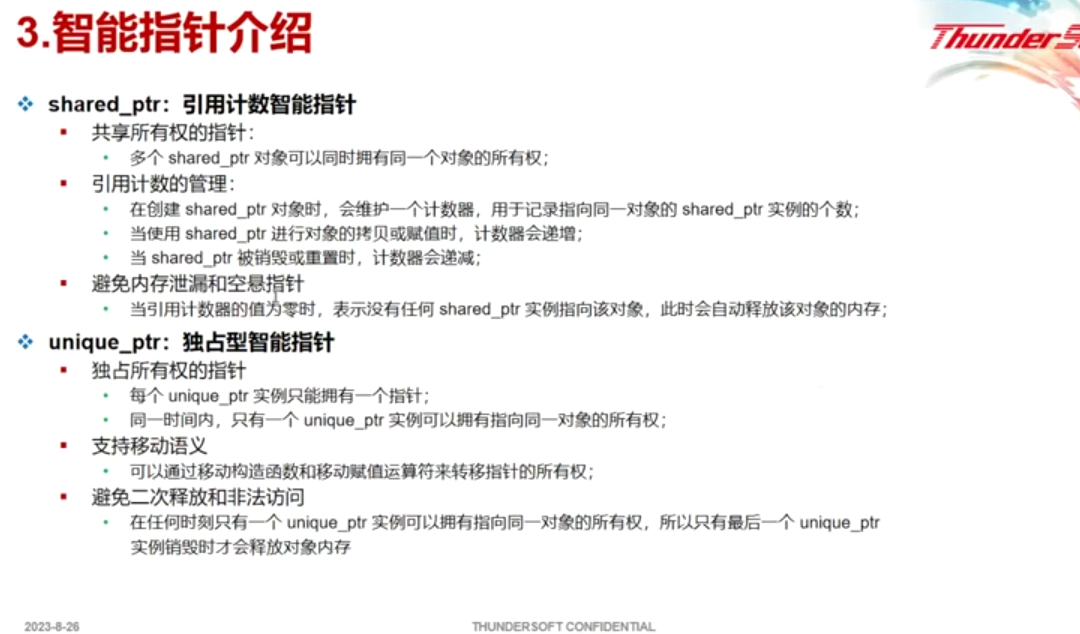 3.智能指针介绍
Thunder
shared_ptr：引用计数智能指针
共享所有权的指针：
多个 shared_ptr 对象可以同时拥有同一个对象的所有权；
引用计数的管理：
在创建 shared_ptr 对象时，会维护一个计数器，用于记录指向同一对象的 shared_ptr 实例的个数；
当使用 shared_ptr 进行对象的拷贝或赋值时，计数器会递增；
当 shared_ptr 被销毁或重置时，计数器会递减；
避免内存泄漏和空悬指针
当引用计数器的值为零时，表示没有任何 shared_ptr 实例指向该对象，此时会自动释放该对象的内存；
unique_ptr：独占型智能指针
独占所有权的指针
每个 unique_ptr 实例只能拥有一个指针；
同一时间内，只有一个 unique_ptr 实例可以拥有指向同一对象的所有权；
支持移动语义
可以通过移动构造函数和移动赋值运算符来转移指针的所有权；
避免二次释放和非法访问
在任何时刻只有一个 unique_ptr 实例可以拥有指向同一对象的所有权，所以只有最后一个 unique_ptr
实例销毁时才会释放对象内存
2023-8-26
THUNDERSOFT CONFIDENTIAL